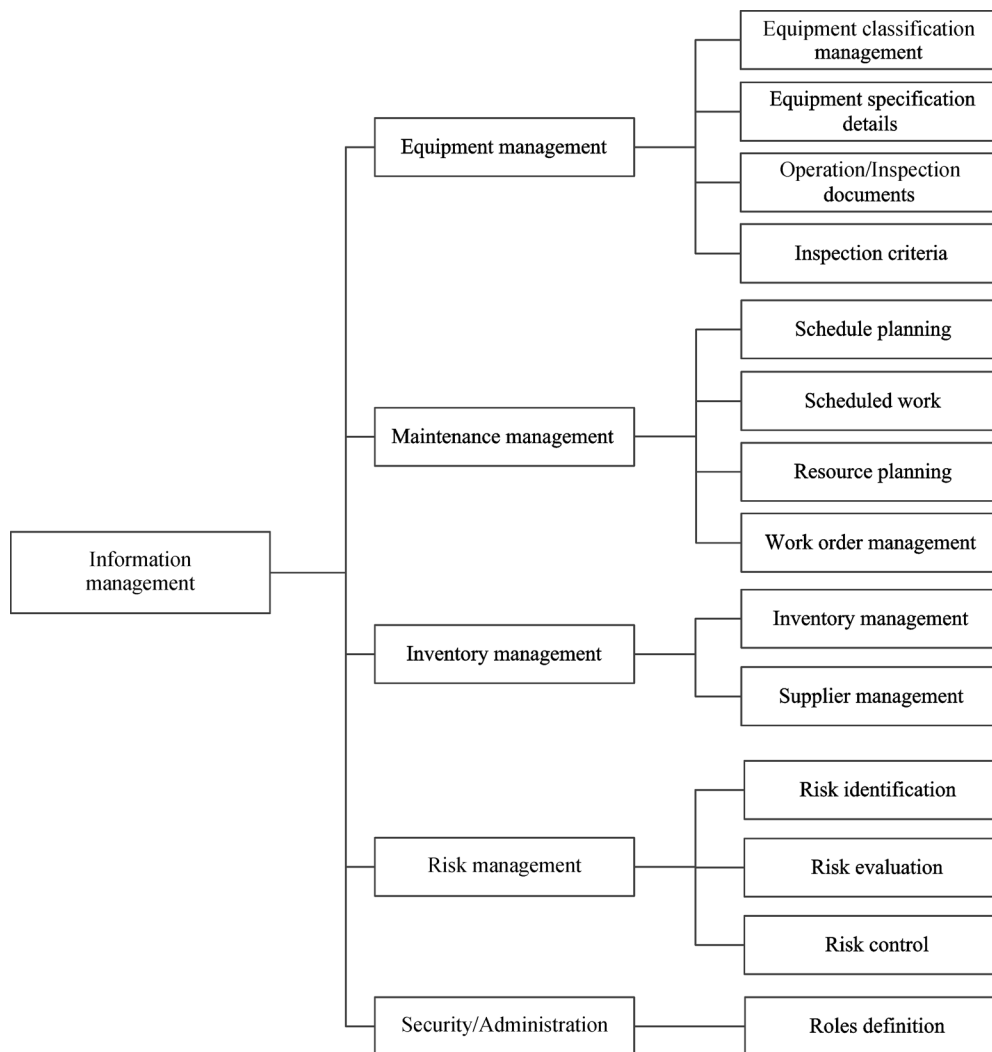 Information
management
Equipment management
Equipment classification
management
Equipment specification
details
Operation/Inspection
documents
Inspection criteria
Maintenance management
Schedule planning
Scheduled work
Resource planning
Work order management
Inventory management
Inventory management
Supplier management
Risk management
Risk identification
Risk evaluation
Risk control
Security/Administration
Roles definition